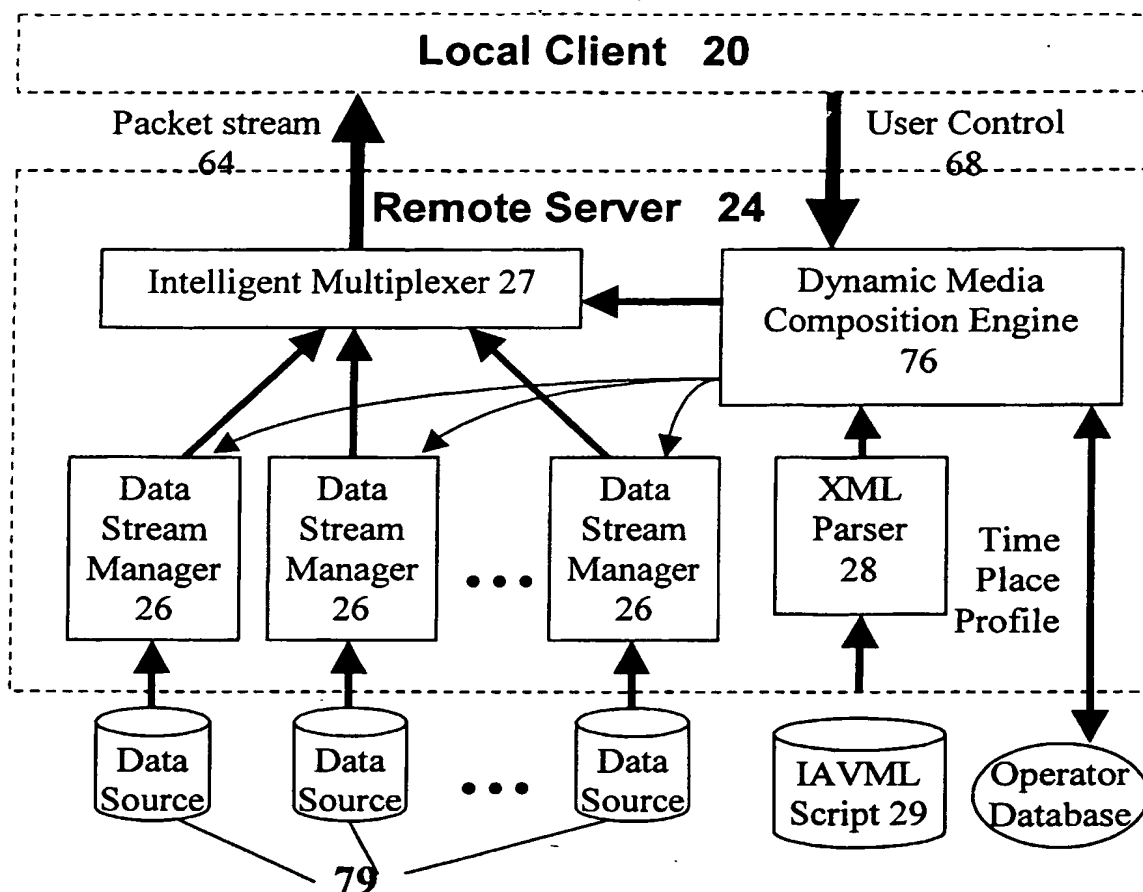 Local Client 20
Packet stream
64
User Control
68
Remote Server 24
Intelligent Multiplexer 27
Dynamic Media
Composition Engine
76
Data
Stream
Manager
26
Data
Stream
Manager
26
...
Data
Stream
Manager
26
XML
Parser
28
Time
Place
Profile
Data
Source
Data
Source
...
Data
Source
IAVML
Script 29
Operator
Database
79